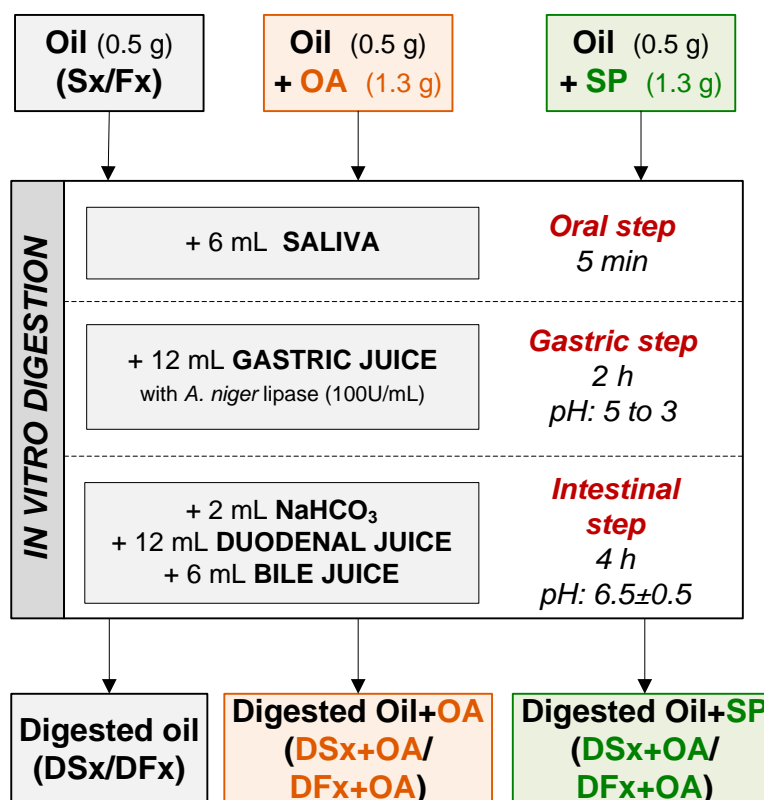 Oil (0.5 g)
(Sx/Fx)
Oil (0.5 g)
+ OA (1.3 g)
Oil (0.5 g)
+ SP (1.3 g)
IN VITRO DIGESTION
+ 6 mL SALIVA
Oral step
5 min
+ 12 mL GASTRIC JUICE
with A. niger lipase (100U/mL)
Gastric step
2 h
pH: 5 to 3
+ 2 mL NaHCO₃
+ 12 mL DUODENAL JUICE
+ 6 mL BILE JUICE
Intestinal
step
4 h
pH: 6.5±0.5
Digested oil
(DSx/DFx)
Digested Oil+OA
(DSx+OA/
DFx+OA)
Digested Oil+SP
(DSx+OA/
DFx+OA)